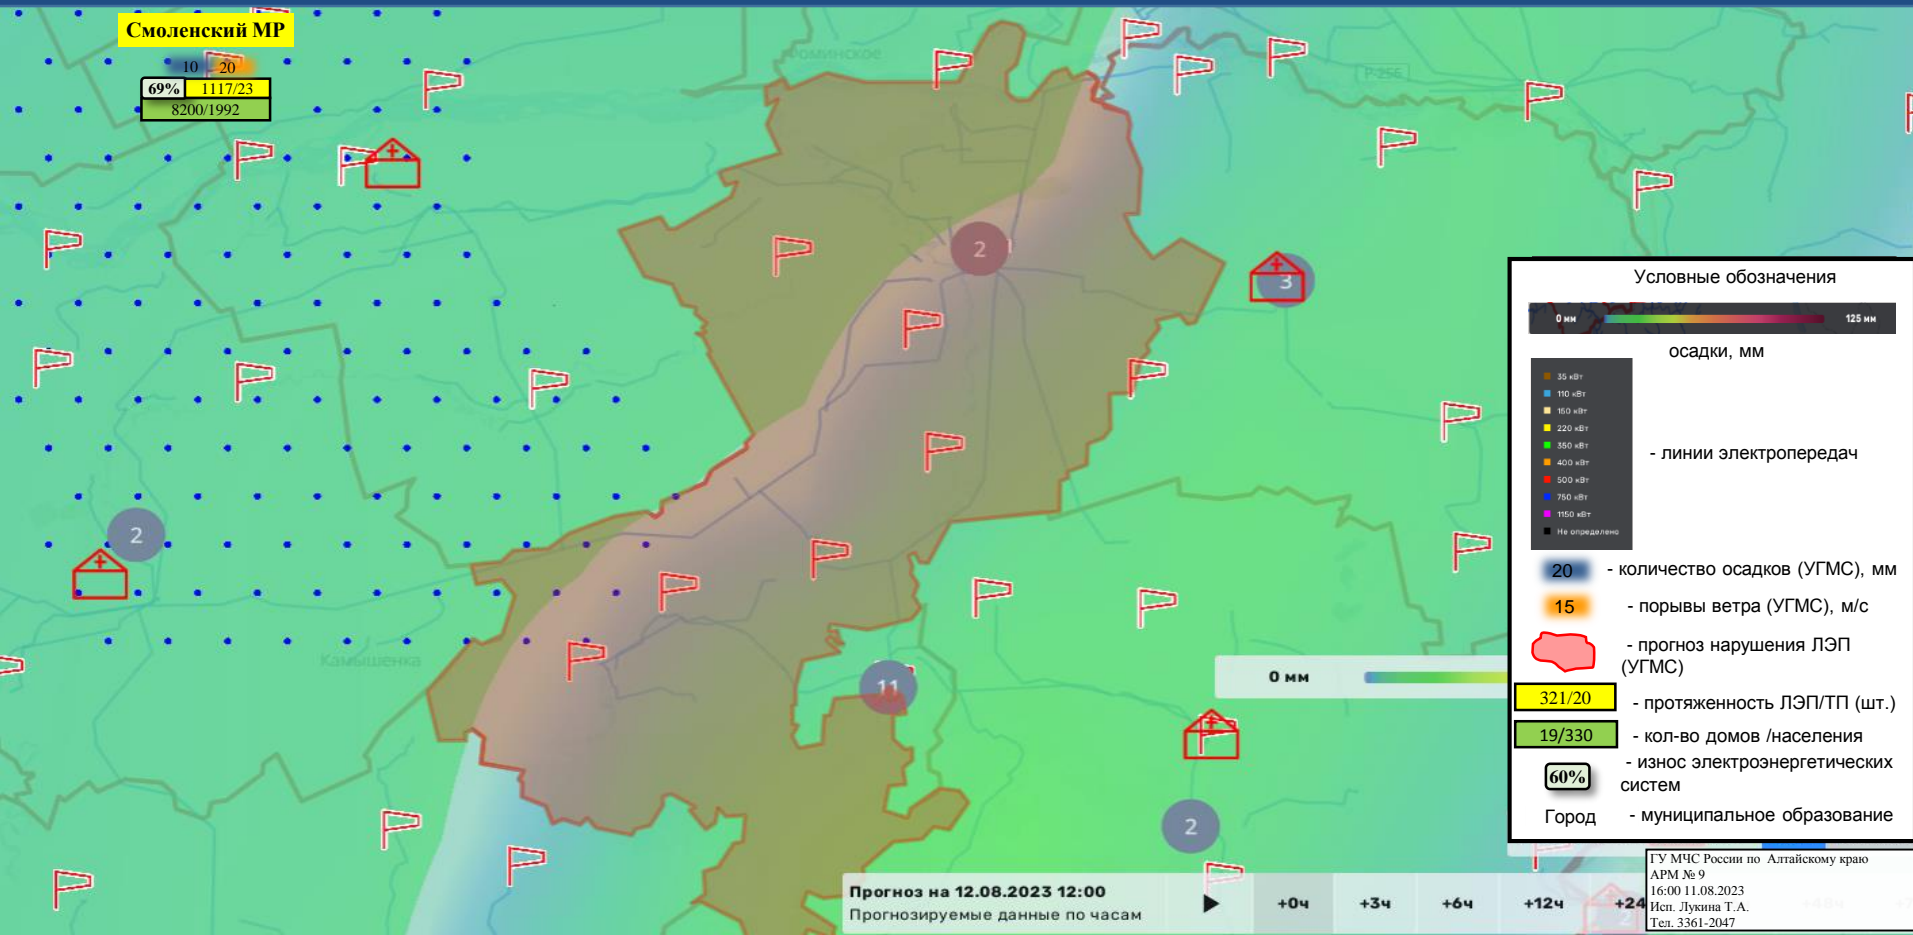 Смоленский МР
10 20
69% 1117/23
8200/1992
Фоминское
Р-256
2
3
2
11
2
Камышенка
0 мм
Условные обозначения
0 мм 125 мм
осадки, мм
35 кВт
110 кВт
150 кВт
220 кВт
350 кВт
400 кВт
500 кВт
750 кВт
1150 кВт
Не определено
- линии электропередач
20 - количество осадков (УГМС), мм
15 - порывы ветра (УГМС), м/с
- прогноз нарушения ЛЭП
(УГМС)
321/20 - протяженность ЛЭП/ТП (шт.)
19/330 - кол-во домов /населения
60% - износ электроэнергетических
систем
Город - муниципальное образование
Прогноз на 12.08.2023 12:00
Прогнозируемые данные по часам
+0ч +3ч +6ч +12ч +24
ГУ МЧС России по Алтайскому краю
АРМ № 9
16:00 11.08.2023
Исп. Лукина Т.А.
Тел. 3361-2047